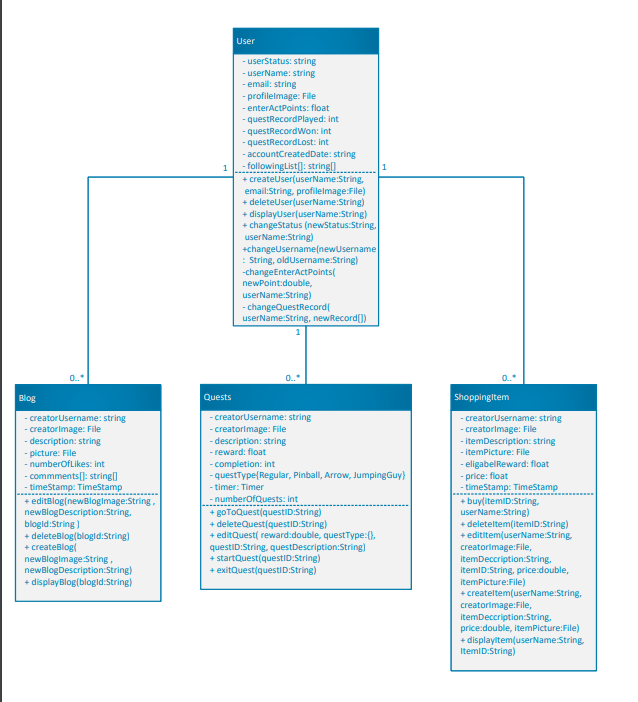 User
- userStatus: string
- userName: string
- email: string
- profileImage: File
- enterActPoints: float
- questRecordPlayed: int
- questRecordWon: int
- questRecordLost: int
- accountCreatedDate: string
- followingList[]: string[]
+ createUser(userName:String,
email:String, profileImage:File)
+ deleteUser(userName:String)
+ displayUser(userName:String)
+ changeStatus (newStatus:String,
userName:String)
+changeUsername(newUsername
: String, oldUsername:String)
-changeEnterActPoints(
newPoint:double,
userName:String)
- changeQuestRecord(
userName:String, newRecord[])
1
1
1
0..*
0..*
0..*
Blog
- creatorUsername: string
- creatorImage: File
- description: string
- picture: File
- numberOfLikes: int
- commments[]: string[]
- timeStamp: TimeStamp
+ editBlog(newBlogImage:String ,
newBlogDescription:String,
blogId:String )
+ deleteBlog(blogId:String)
+ createBlog(
newBlogImage:String ,
newBlogDescription:String)
+ displayBlog(blogId:String)
Quests
- creatorUsername: string
- creatorImage: File
- description: string
- reward: float
- completion: int
- questType{Regular, Pinball, Arrow, JumpingGuy}
- timer: Timer
- numberOfQuests: int
+ goToQuest(questID:String)
+ deleteQuest(questID:String)
+ editQuest( reward:double, questType:{},
questID:String, questDescription:String)
+ startQuest(questID:String)
+ exitQuest(questID:String)
ShoppingItem
- creatorUsername: string
- creatorImage: File
- itemDescription: string
- itemPicture: File
- eligabelReward: float
- price: float
- timeStamp: TimeStamp
+ buy(itemID:String,
userName:String)
+ deleteItem(itemID:String)
+ editItem(userName:String,
creatorImage:File,
itemDeccription:String,
itemID:String, price:double,
itemPicture:File)
+ createItem(userName:String,
creatorImage:File,
itemDeccription:String,
price:double, itemPicture:File)
+ displayItem(userName:String,
ItemID:String)